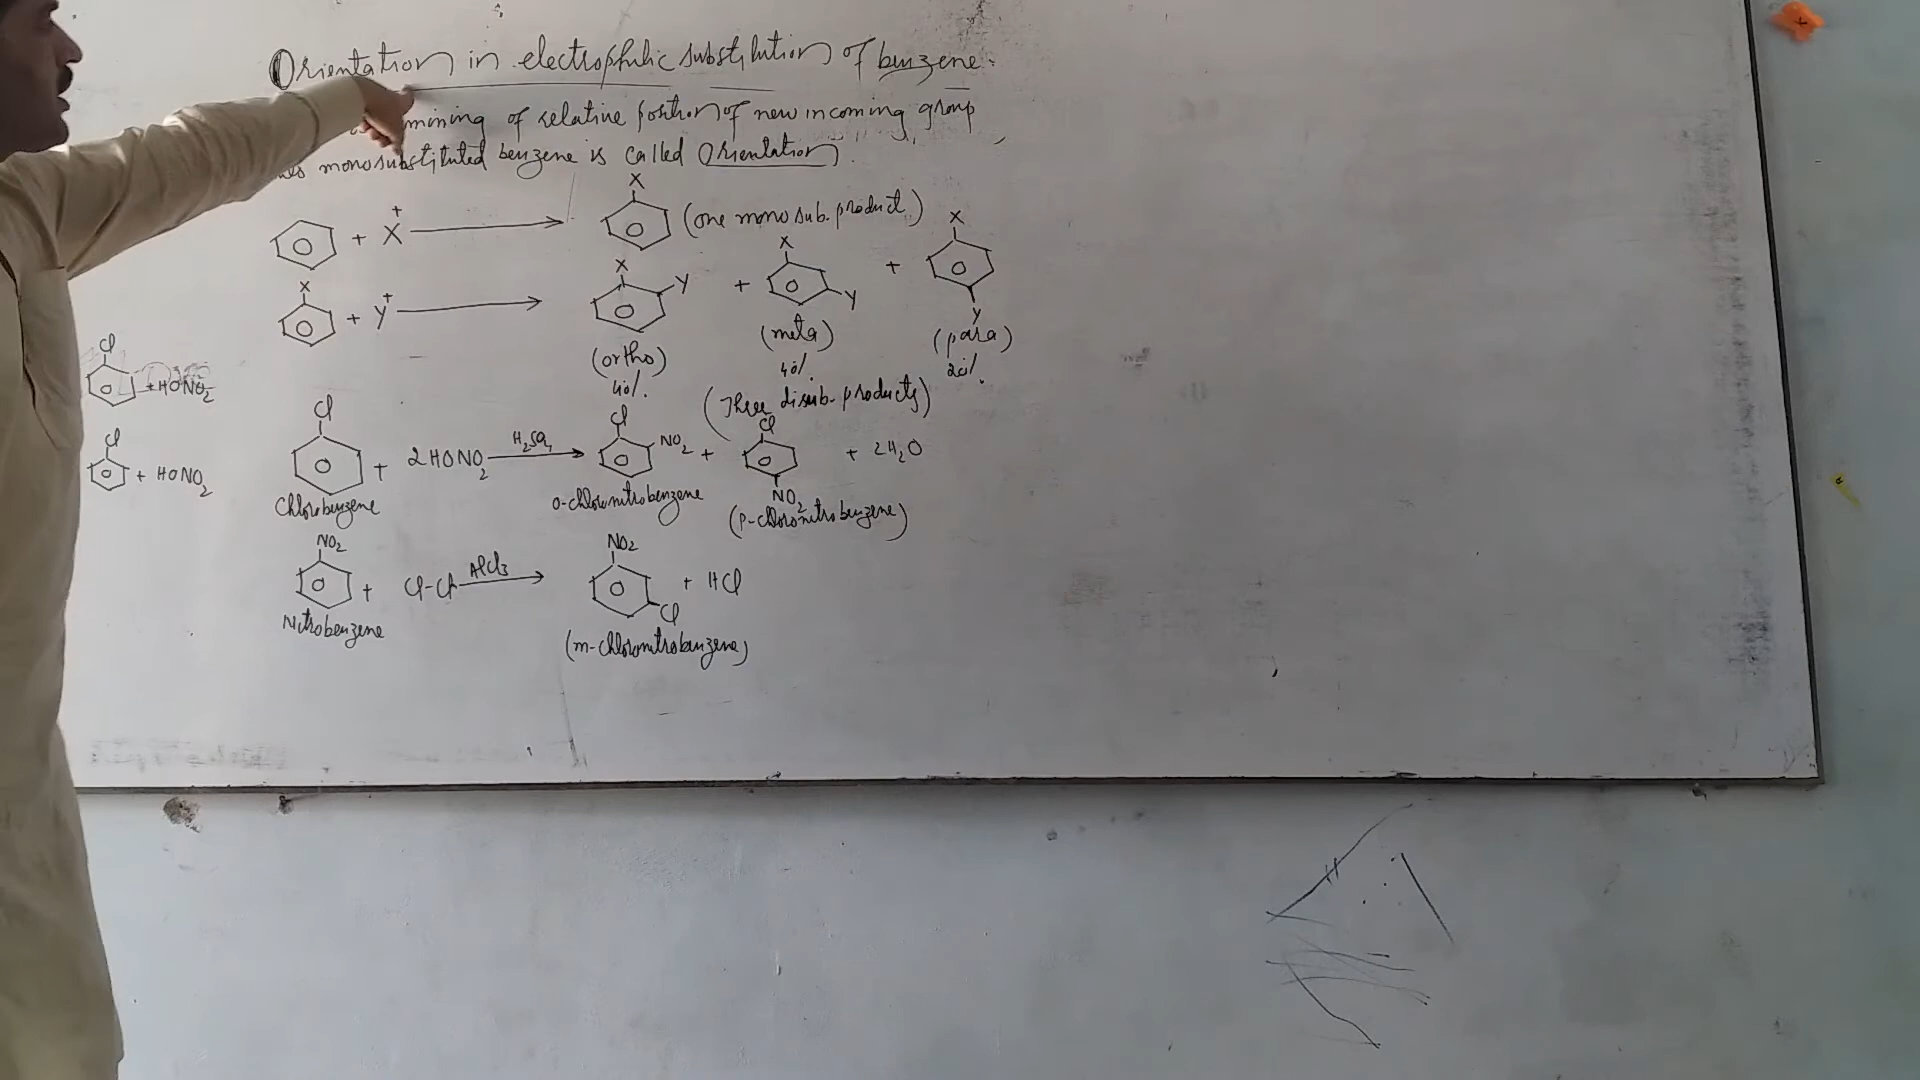 Orientation in electrophilic substitution of benzene.
mining of relative position of new incoming group
monosubstituted benzene is called Orientation
+ X+ → X (one mono sub. product)
X + Y+ → X Y (ortho) 40%. + X Y (meta) 40% + X Y (para) 20%.
(Three disub. products)
Cl + HONO2
Cl + HONO2
Cl Chlorobenzene + 2HONO2 H2SO4 → Cl NO2 o-chloronitrobenzene + Cl NO2 (p-chloronitrobenzene) + 2H2O
NO2 Nitrobenzene + Cl-Cl AlCl3 → NO2 Cl (m-chloronitrobenzene) + HCl